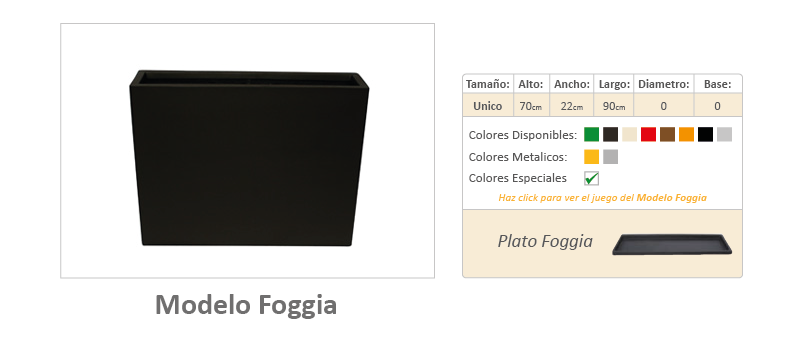 Modelo Foggia
Tamaño: Alto: Ancho: Largo: Diametro: Base:
Unico 70cm 22cm 90cm 0 0
Colores Disponibles:
Colores Metalicos:
Colores Especiales
Haz click para ver el juego del Modelo Foggia
Plato Foggia